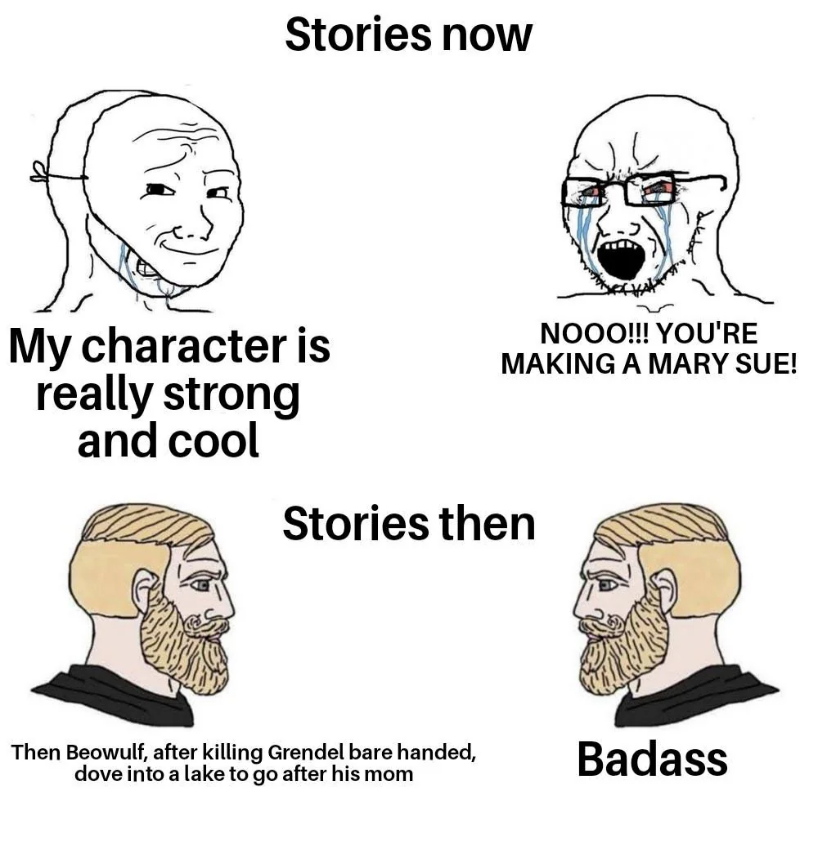 Stories now
My character is
really strong
and cool
NOOO!!! YOU'RE
MAKING A MARY SUE!
Stories then
Then Beowulf, after killing Grendel bare handed,
dove into a lake to go after his mom
Badass